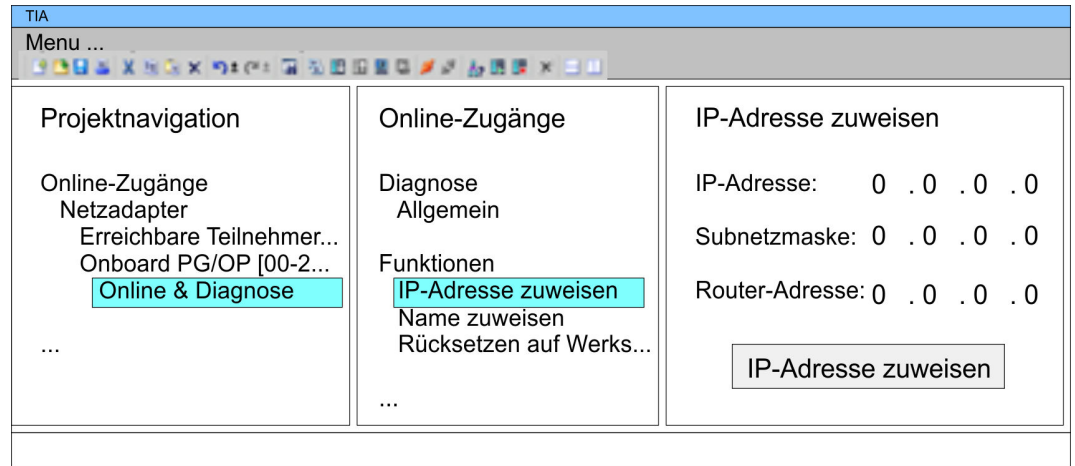 TIA
Menu ...
Projektnavigation
Online-Zugänge
Netzadapter
Erreichbare Teilnehmer...
Onboard PG/OP [00-2...
Online & Diagnose
...
Online-Zugänge
Diagnose
Allgemein
Funktionen
IP-Adresse zuweisen
Name zuweisen
Rücksetzen auf Werks...
...
IP-Adresse zuweisen
IP-Adresse: 0 .0 .0 .0
Subnetzmaske: 0 .0 .0 .0
Router-Adresse: 0 .0 .0 .0
IP-Adresse zuweisen